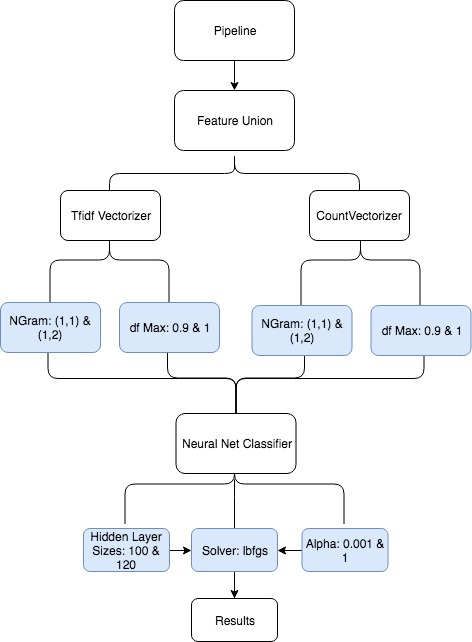 Pipeline
Feature Union
Tfidf Vectorizer
CountVectorizer
NGram: (1,1) &
(1,2)
df Max: 0.9 & 1
NGram: (1,1) &
(1,2)
df Max: 0.9 & 1
Neural Net Classifier
Hidden Layer
Sizes: 100 &
120
Solver: lbfgs
Alpha: 0.001 &
1
Results